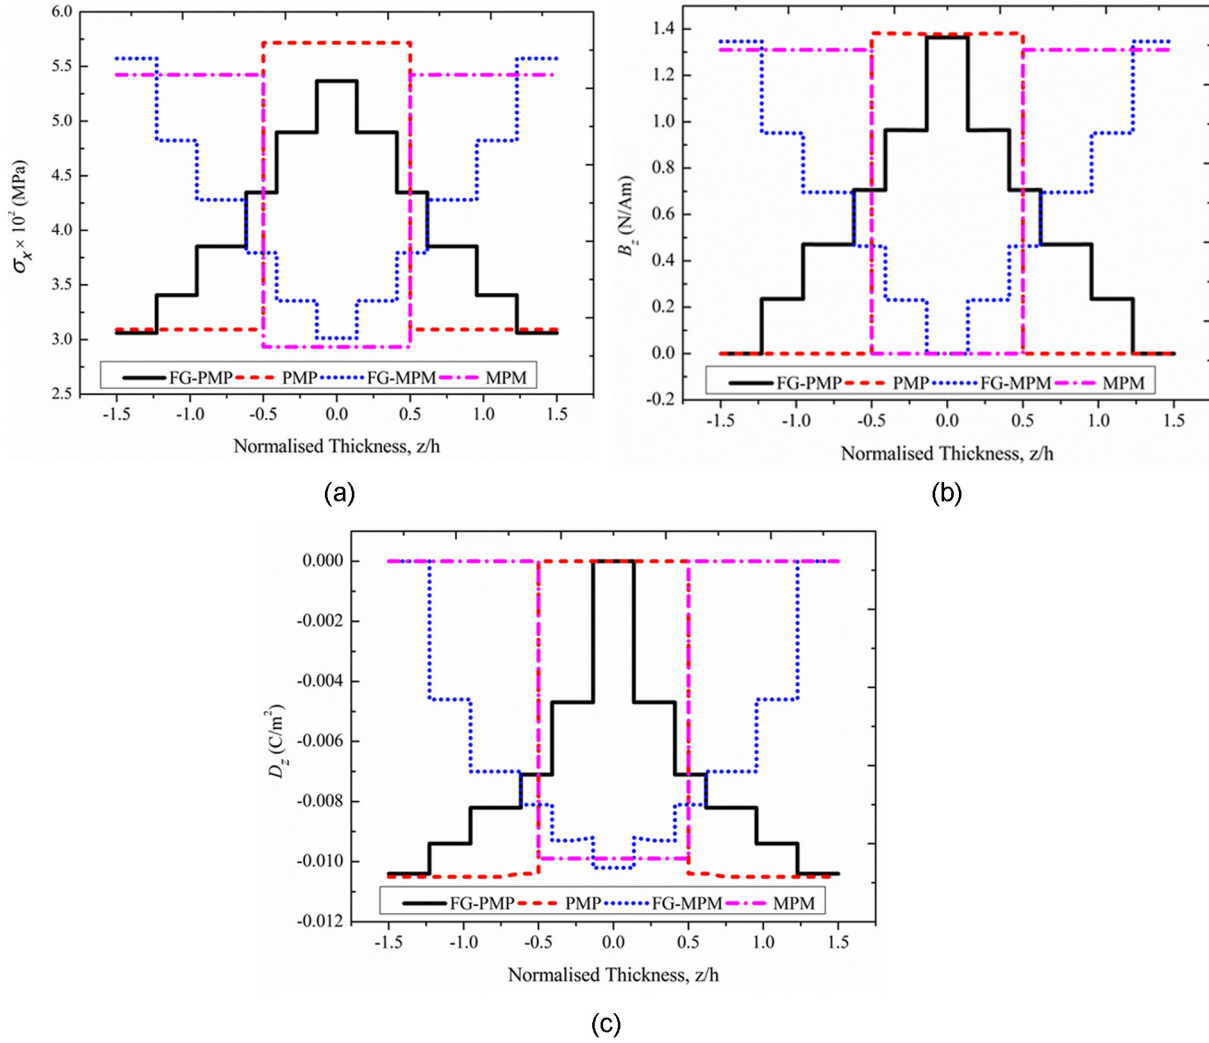 6.0
5.5
5.0
4.5
4.0
3.5
3.0
2.5
σx × 10² (MPa)
FG-PMP PMP FG-MPM MPM
-1.5 -1.0 -0.5 0.0 0.5 1.0 1.5
Normalised Thickness, z/h
(a)
1.4
1.2
1.0
0.8
0.6
0.4
0.2
0.0
-0.2
Bz (N/Am)
FG-PMP PMP FG-MPM MPM
-1.5 -1.0 -0.5 0.0 0.5 1.0 1.5
Normalised Thickness, z/h
(b)
0.000
-0.002
-0.004
-0.006
-0.008
-0.010
-0.012
Dz (C/m²)
FG-PMP PMP FG-MPM MPM
-1.5 -1.0 -0.5 0.0 0.5 1.0 1.5
Normalised Thickness, z/h
(c)